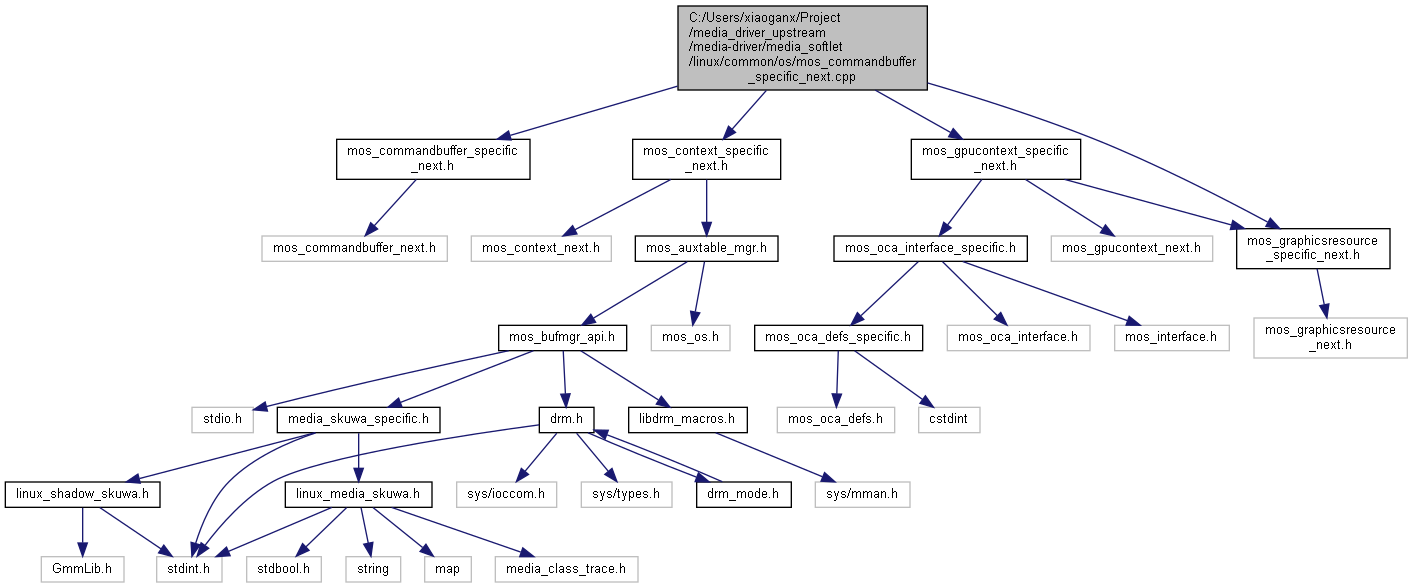 C:/Users/xiaoganx/Project
/media_driver_upstream
/media-driver/media_softlet
/linux/common/os/mos_commandbuffer
_specific_next.cpp
mos_commandbuffer_specific
_next.h
mos_context_specific
_next.h
mos_gpucontext_specific
_next.h
mos_commandbuffer_next.h
mos_context_next.h
mos_auxtable_mgr.h
mos_oca_interface_specific.h
mos_gpucontext_next.h
mos_graphicsresource
_specific_next.h
mos_bufmgr_api.h
mos_os.h
mos_oca_defs_specific.h
mos_oca_interface.h
mos_interface.h
mos_graphicsresource
_next.h
stdio.h
media_skuwa_specific.h
drm.h
libdrm_macros.h
mos_oca_defs.h
cstdint
linux_shadow_skuwa.h
linux_media_skuwa.h
sys/ioccom.h
sys/types.h
drm_mode.h
sys/mman.h
GmmLib.h
stdint.h
stdbool.h
string
map
media_class_trace.h